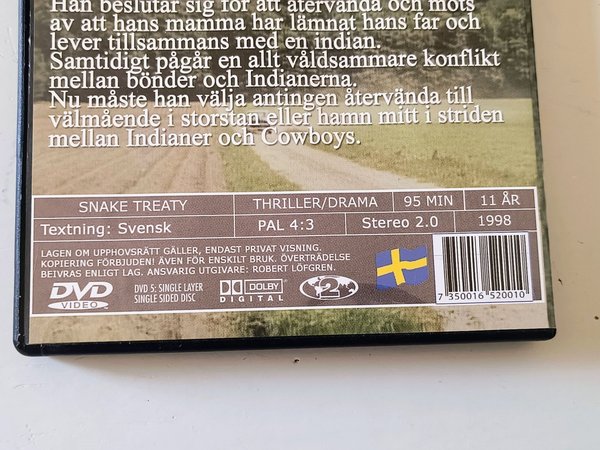 Han beslutar sig för att återvända och möts
av att hans mamma har lämnat hans far och
lever tillsammans med en indian.
Samtidigt pågår en allt våldsammare konflikt
mellan bönder och Indianerna.
Nu måste han välja antingen återvända till
välmående i storstan eller hamn mitt i striden
mellan Indianer och Cowboys.
SNAKE TREATY THRILLER/DRAMA 95 MIN 11 ÅR
Textning: Svensk PAL 4:3 Stereo 2.0 1998
LAGEN OM UPPHOVSRÄTT GÄLLER, ENDAST PRIVAT VISNING.
KOPIERING FÖRBJUDEN! ÄVEN FÖR ENSKILT BRUK. ÖVERTRÄDELSE
BEIVRAS ENLIGT LAG. ANSVARIG UTGIVARE: ROBERT LÖFGREN.
DVD
VIDEO
DVD 5: SINGLE LAYER
SINGLE SIDED DISC
DOLBY
DIGITAL
2
7 350016 520010